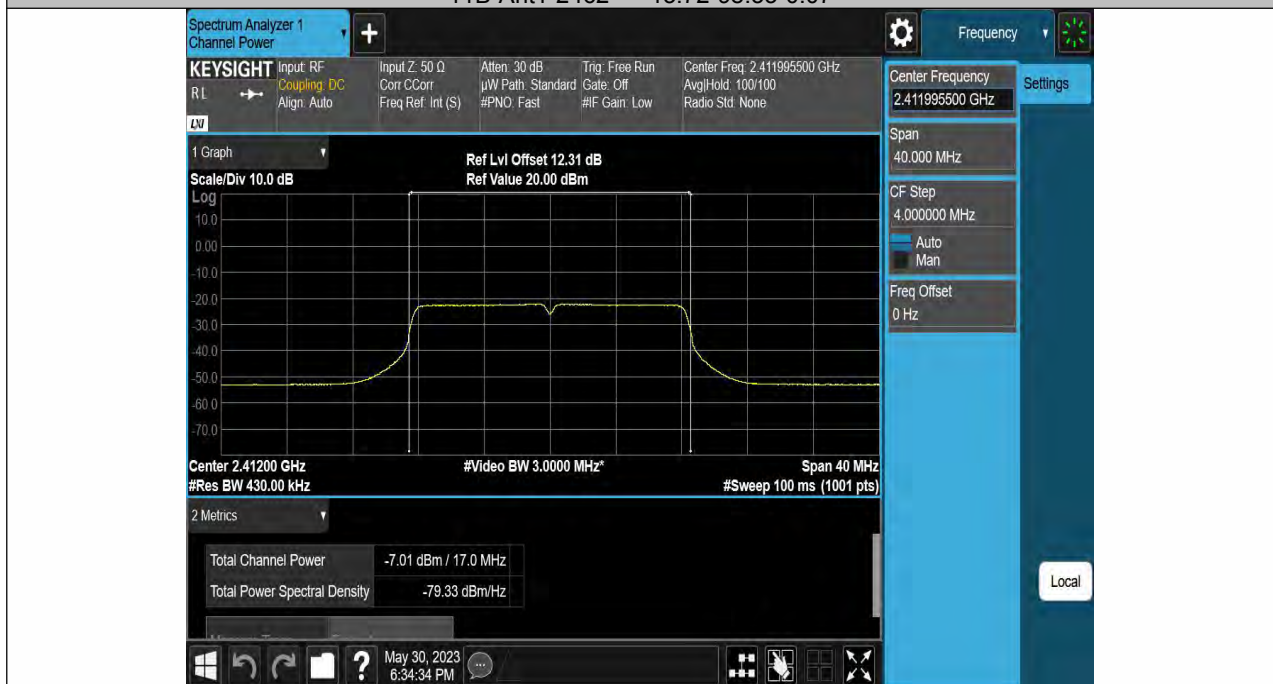 Spectrum Analyzer 1
Channel Power
+
Frequency
KEYSIGHT
RL
LXI
Input: RF
Coupling: DC
Align: Auto
Input Z: 50 Ω
Corr CCorr
Freq Ref: Int (S)
Atten: 30 dB
µW Path: Standard
#PNO: Fast
Trig: Free Run
Gate: Off
#IF Gain: Low
Center Freq: 2.411995500 GHz
Avg|Hold: 100/100
Radio Std: None
Center Frequency
2.411995500 GHz
Settings
Span
40.000 MHz
CF Step
4.000000 MHz
Auto
Man
Freq Offset
0 Hz
1 Graph
Scale/Div 10.0 dB
Ref Lvl Offset 12.31 dB
Ref Value 20.00 dBm
Log
10.0
0.00
-10.0
-20.0
-30.0
-40.0
-50.0
-60.0
-70.0
Center 2.41200 GHz
#Video BW 3.0000 MHz*
Span 40 MHz
#Res BW 430.00 kHz
#Sweep 100 ms (1001 pts)
2 Metrics
Total Channel Power -7.01 dBm / 17.0 MHz
Total Power Spectral Density -79.33 dBm/Hz
Local
?
May 30, 2023
6:34:34 PM